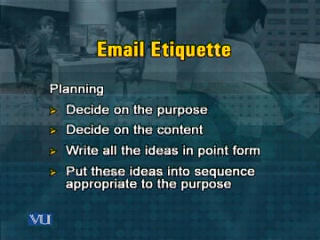 Email Etiquette
Planning
Decide on the purpose
Decide on the content
Write all the ideas in point form
Put these ideas into sequence
appropriate to the purpose
VU